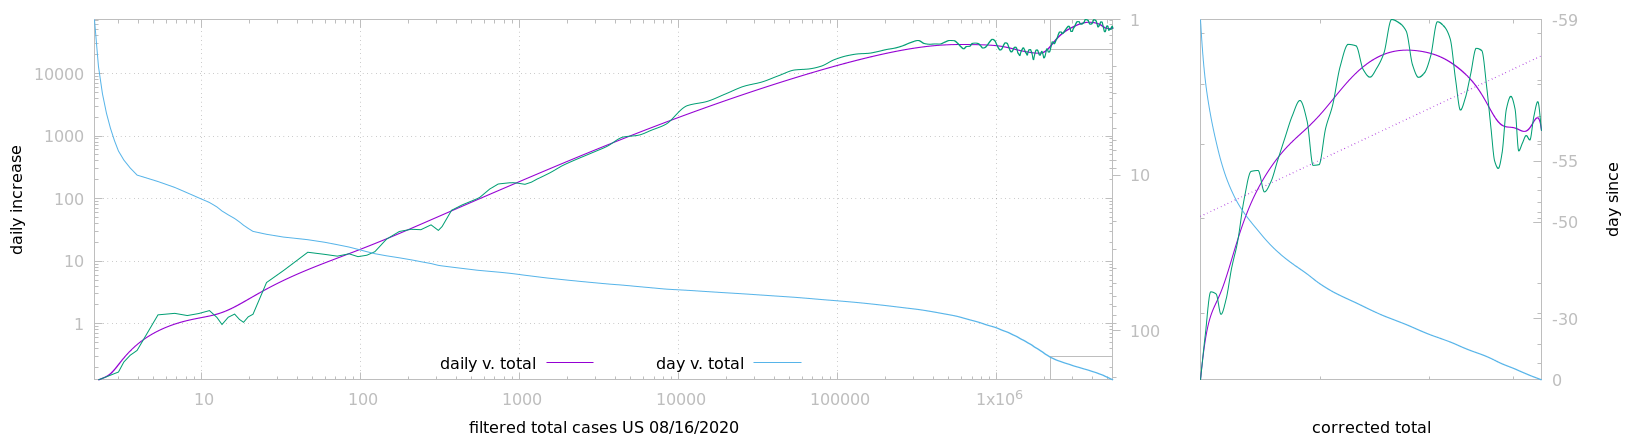 daily increase
10000
1000
100
10
1
daily v. total
day v. total
10
100
1000
10000
100000
1x10⁶
filtered total cases US 08/16/2020
1
10
100
-59
-55
-50
-30
0
day since
corrected total